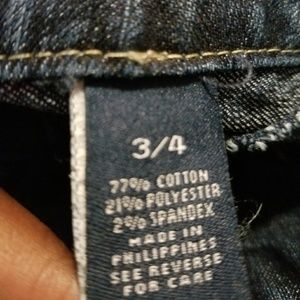 3/4
77% COTTON
21% POLYESTER
2% SPANDEX
MADE IN
PHILIPPINES
SEE REVERSE
FOR CARE